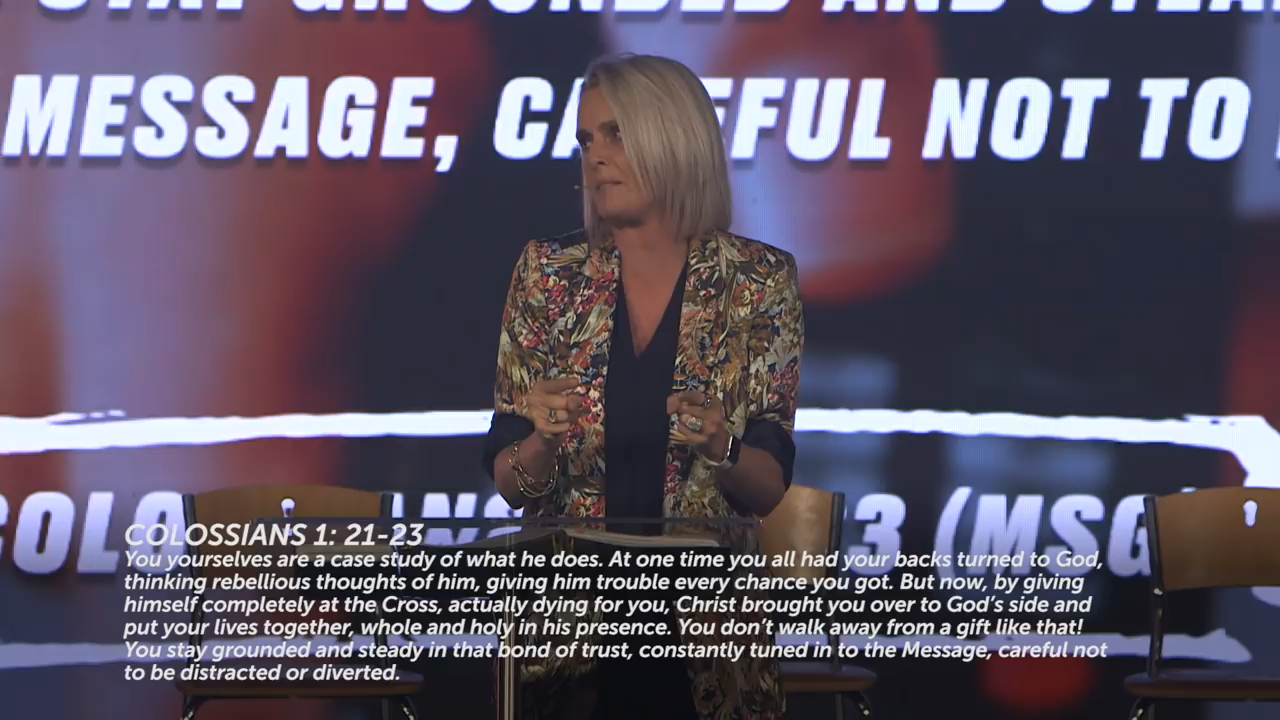 STAY GROUNDED AND
MESSAGE, CAREFUL NOT TO
3 (MSG
COLOSSIANS 1: 21-23
You yourselves are a case study of what he does. At one time you all had your backs turned to God,
thinking rebellious thoughts of him, giving him trouble every chance you got. But now, by giving
himself completely at the Cross, actually dying for you, Christ brought you over to God's side and
put your lives together, whole and holy in his presence. You don't walk away from a gift like that!
You stay grounded and steady in that bond of trust, constantly tuned in to the Message, careful not
to be distracted or diverted.